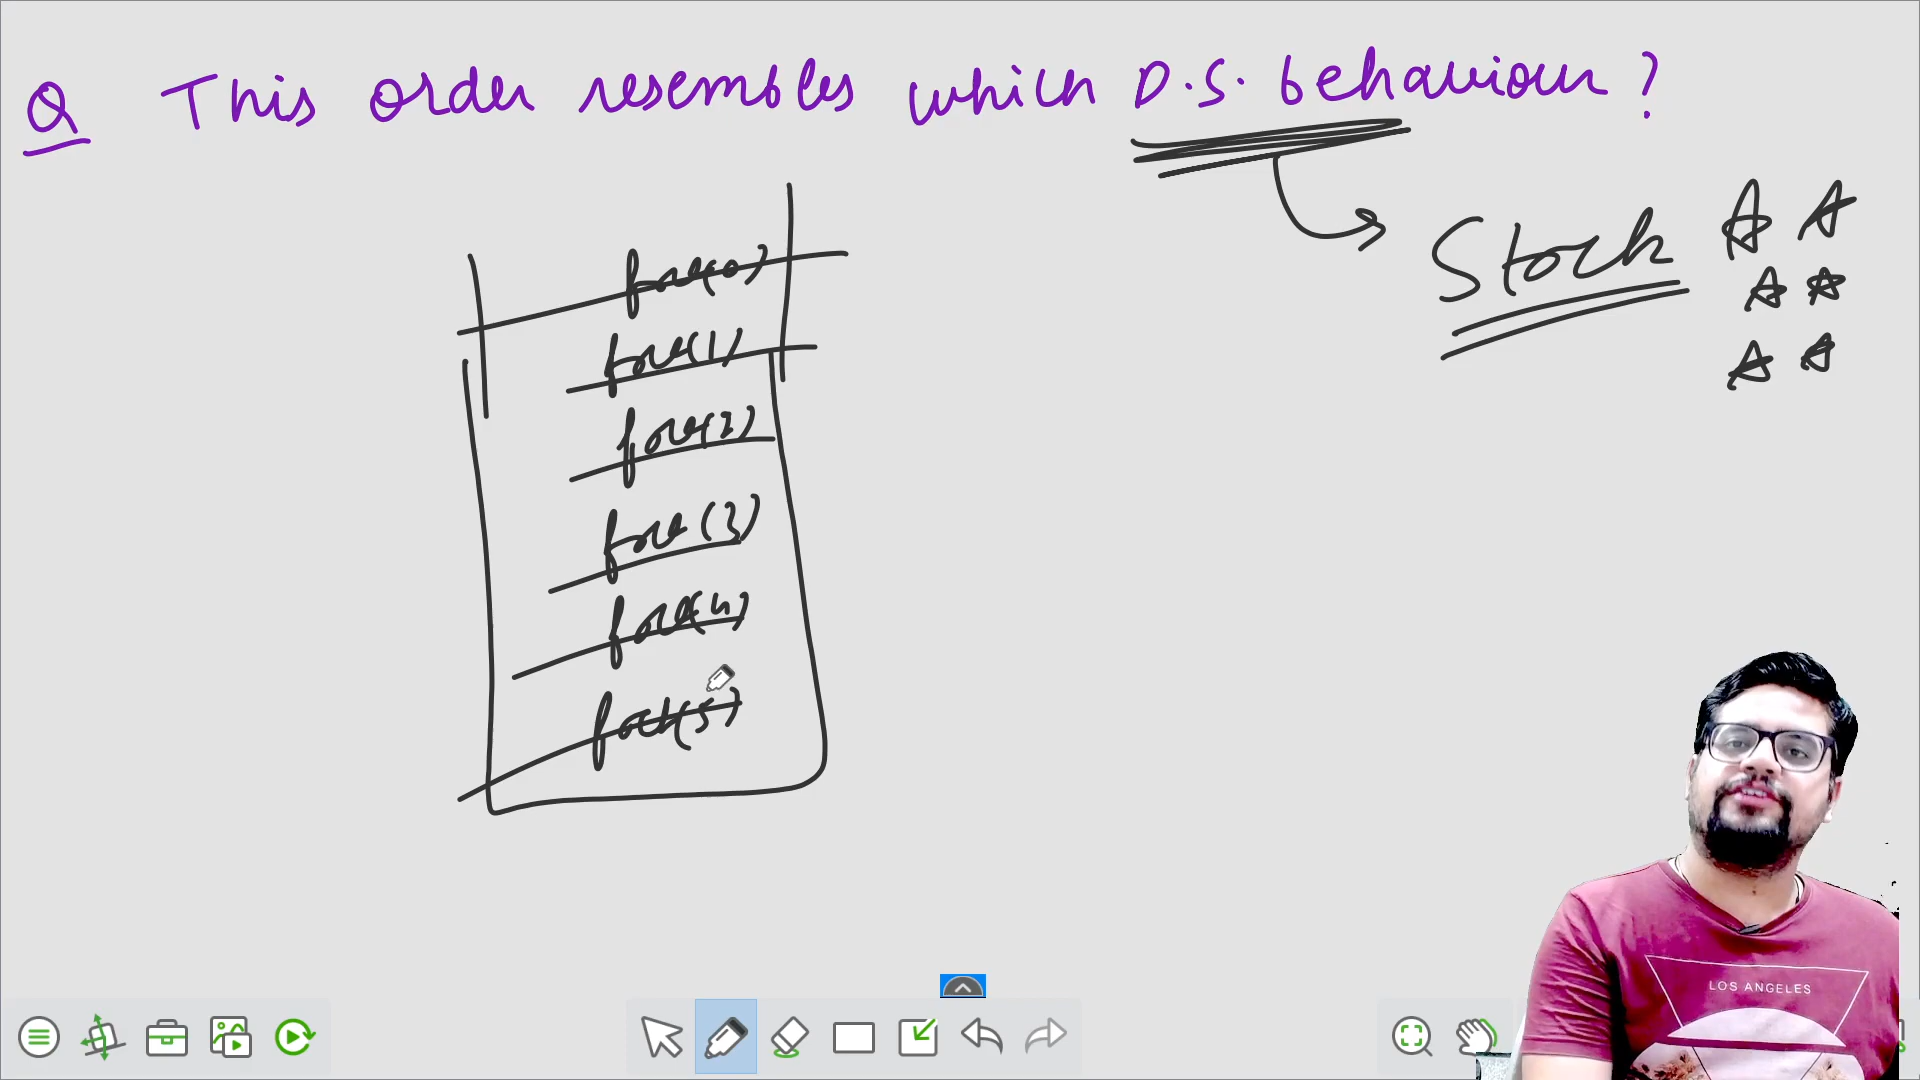 Q This order resembles which D.S. behaviour?
Stack
fact(0)
fact(1)
fact(2)
fact(3)
fact(4)
fact(5)
LOS ANGELES